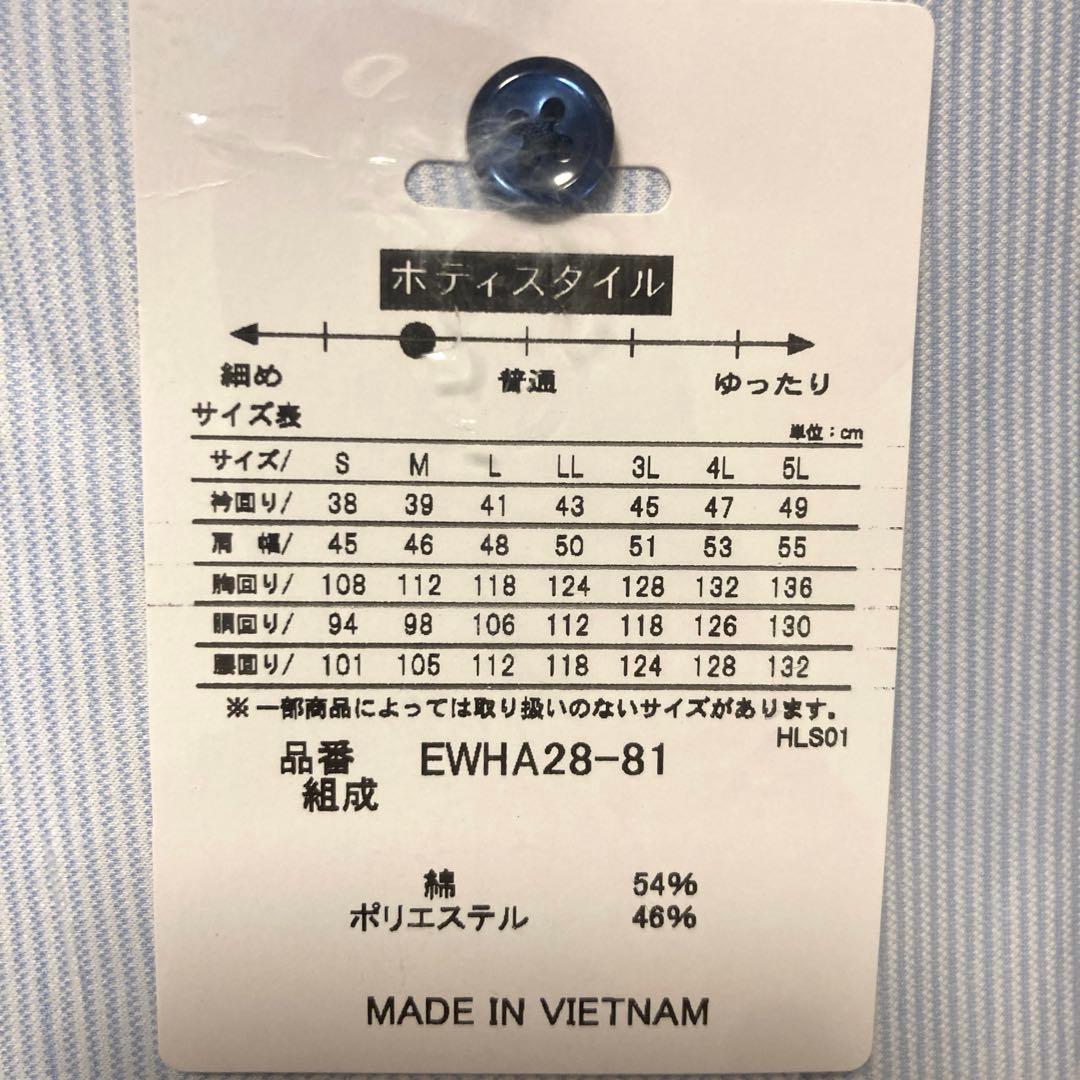 ボディスタイル
細め 普通 ゆったり
サイズ表 単位:cm
サイズ/ S M L LL 3L 4L 5L
衿回り/ 38 39 41 43 45 47 49
肩 幅/ 45 46 48 50 51 53 55
胸回り/ 108 112 118 124 128 132 136
胴回り/ 94 98 106 112 118 126 130
腰回り/ 101 105 112 118 124 128 132
※一部商品によっては取り扱いのないサイズがあります。
HLS01
品番 EWHA28-81
組成
綿 54%
ポリエステル 46%
MADE IN VIETNAM